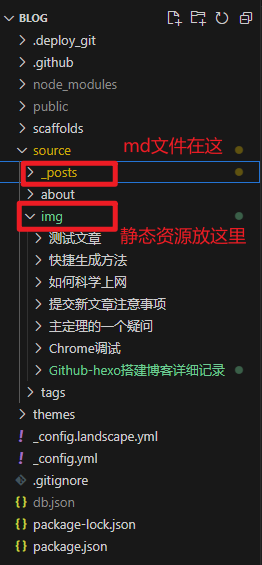 BLOG
.deploy_git
.github
node_modules
public
scaffolds
source
md文件在这
_posts
about
img
静态资源放这里
测试文章
快捷生成方法
如何科学上网
提交新文章注意事项
主定理的一个疑问
Chrome调试
Github-hexo搭建博客详细记录
tags
themes
_config.landscape.yml
_config.yml
.gitignore
db.json
package-lock.json
package.json